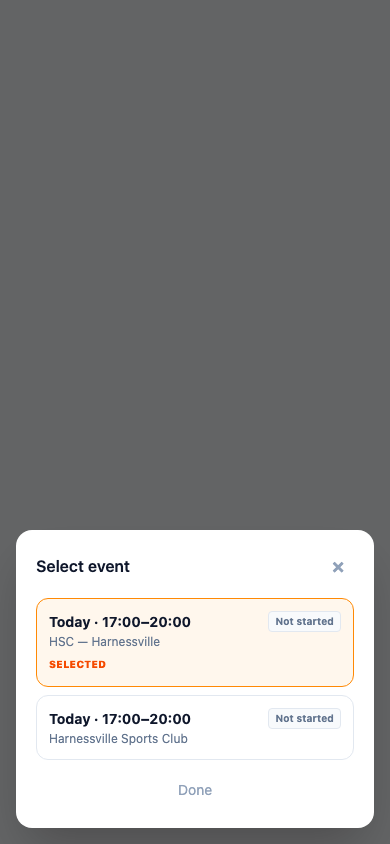 Select event
Today · 17:00–20:00
Not started
HSC — Harnessville
SELECTED
Today · 17:00–20:00
Not started
Harnessville Sports Club
Done